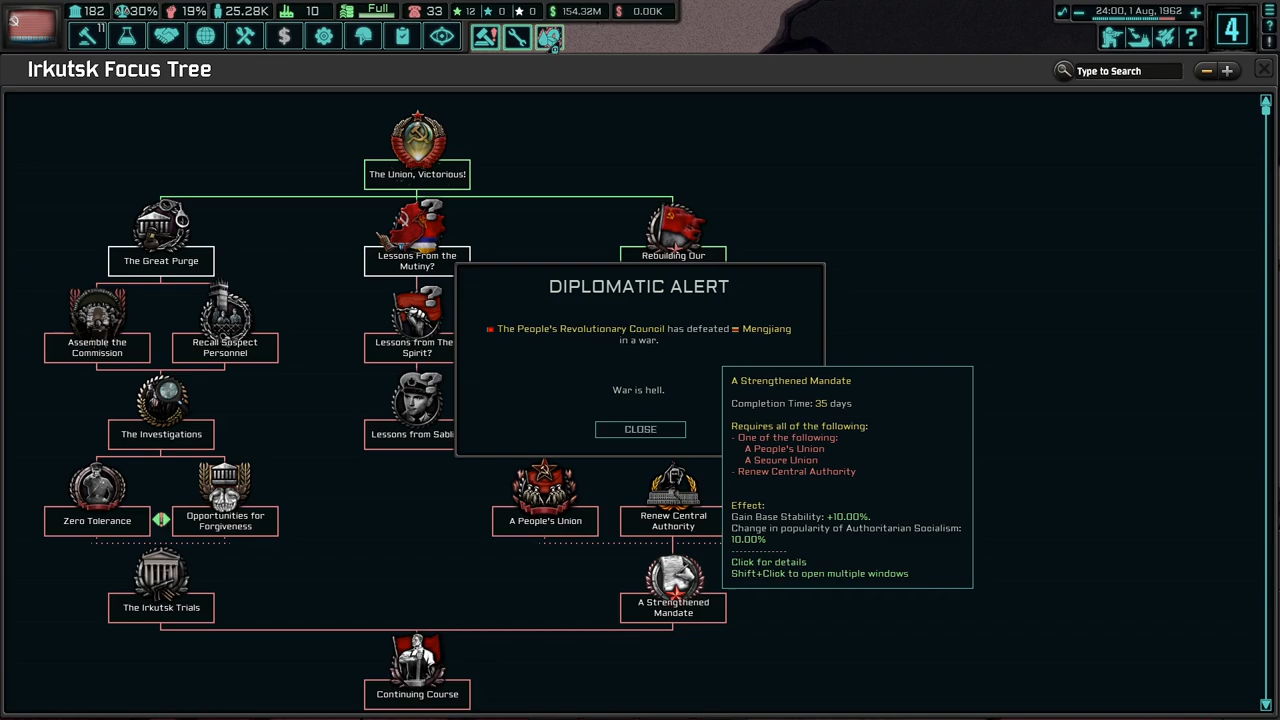 182
30%
19%
25.28K
10
Full
33
12
0
0
154.32M
0.00K
24:00, 1 Aug, 1962
4
11
Irkutsk Focus Tree
Type to Search
The Union, Victorious!
The Great Purge
Lessons From the
Mutiny?
Rebuilding Our
DIPLOMATIC ALERT
The People's Revolutionary Council has defeated Mengjiang
in a war.
War is hell.
CLOSE
Assemble the
Commission
Recall Suspect
Personnel
Lessons from The
Spirit?
The Investigations
Lessons from Sabli
A Strengthened Mandate
Completion Time: 35 days
Requires all of the following:
- One of the following:
A People's Union
A Secure Union
- Renew Central Authority
Effect:
Gain Base Stability: +10.00%.
Change in popularity of Authoritarian Socialism:
10.00%
--------------
Click for details
Shift+Click to open multiple windows
Zero Tolerance
Opportunities for
Forgiveness
A People's Union
Renew Central
Authority
The Irkutsk Trials
A Strengthened
Mandate
Continuing Course